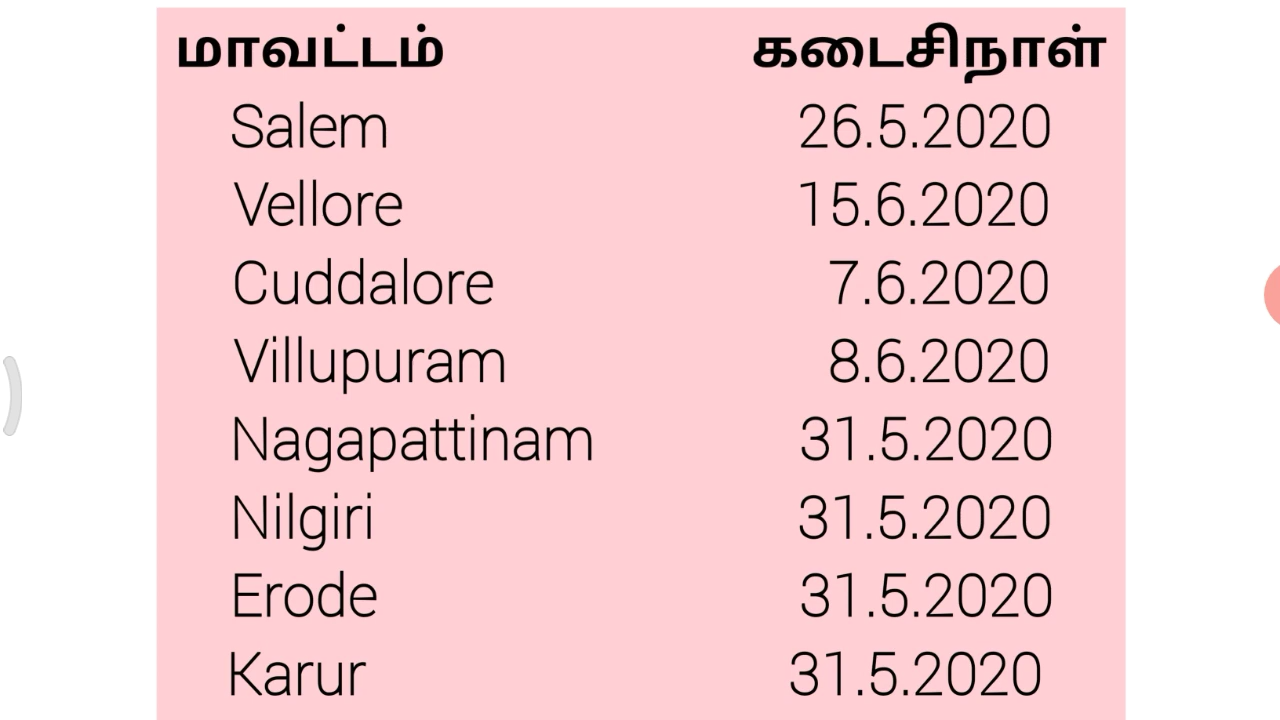 மாவட்டம் கடைசிநாள்
Salem 26.5.2020
Vellore 15.6.2020
Cuddalore 7.6.2020
Villupuram 8.6.2020
Nagapattinam 31.5.2020
Nilgiri 31.5.2020
Erode 31.5.2020
Karur 31.5.2020